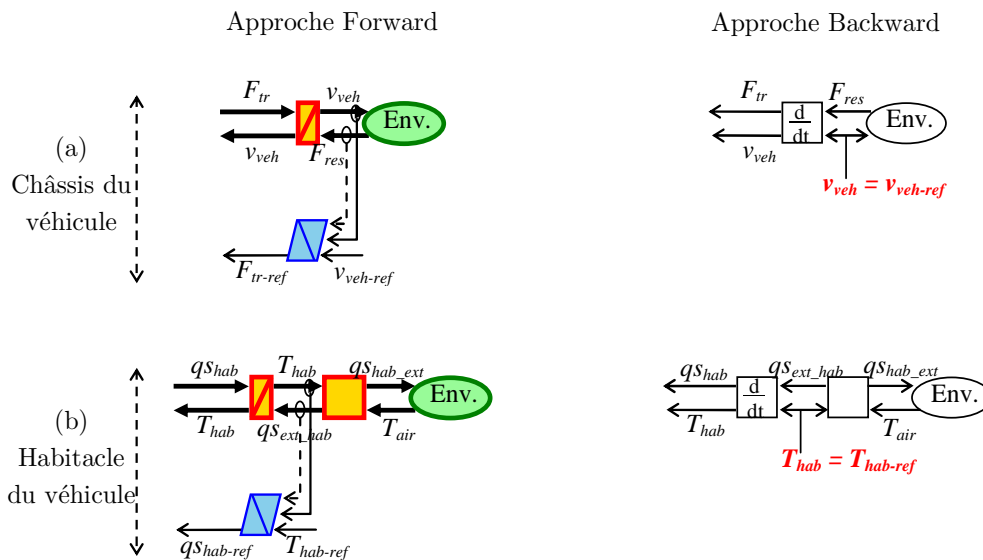 Approche Forward
Approche Backward
(a)
Châssis du
véhicule
F_tr
v_veh
Env.
v_veh
F_res
F_tr-ref
v_veh-ref
F_tr
F_res
d
dt
Env.
v_veh
v_veh = v_veh-ref
(b)
Habitacle
du véhicule
qs_hab
T_hab
qs_hab_ext
Env.
T_hab
qs_ext_hab
T_air
qs_hab-ref
T_hab-ref
qs_hab
qs_ext_hab
qs_hab_ext
d
dt
Env.
T_hab
T_air
T_hab = T_hab-ref